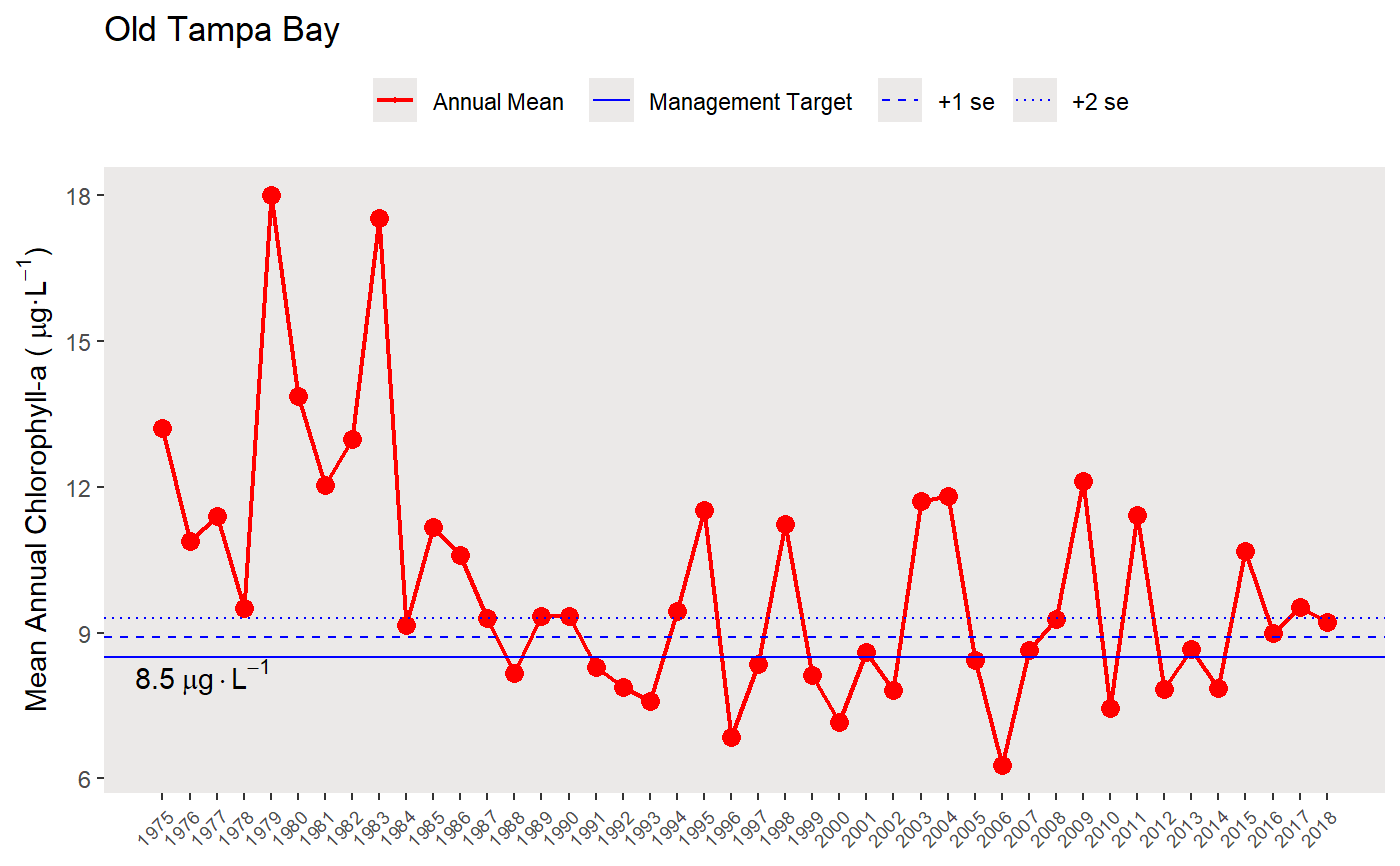 Old Tampa Bay
Annual Mean Management Target +1 se +2 se
Mean Annual Chlorophyll-a ( µg·L⁻¹)
18
15
12
9
6
8.5 µg · L⁻¹
1975 1976 1977 1978 1979 1980 1981 1982 1983 1984 1985 1986 1987 1988 1989 1990 1991 1992 1993 1994 1995 1996 1997 1998 1999 2000 2001 2002 2003 2004 2005 2006 2007 2008 2009 2010 2011 2012 2013 2014 2015 2016 2017 2018